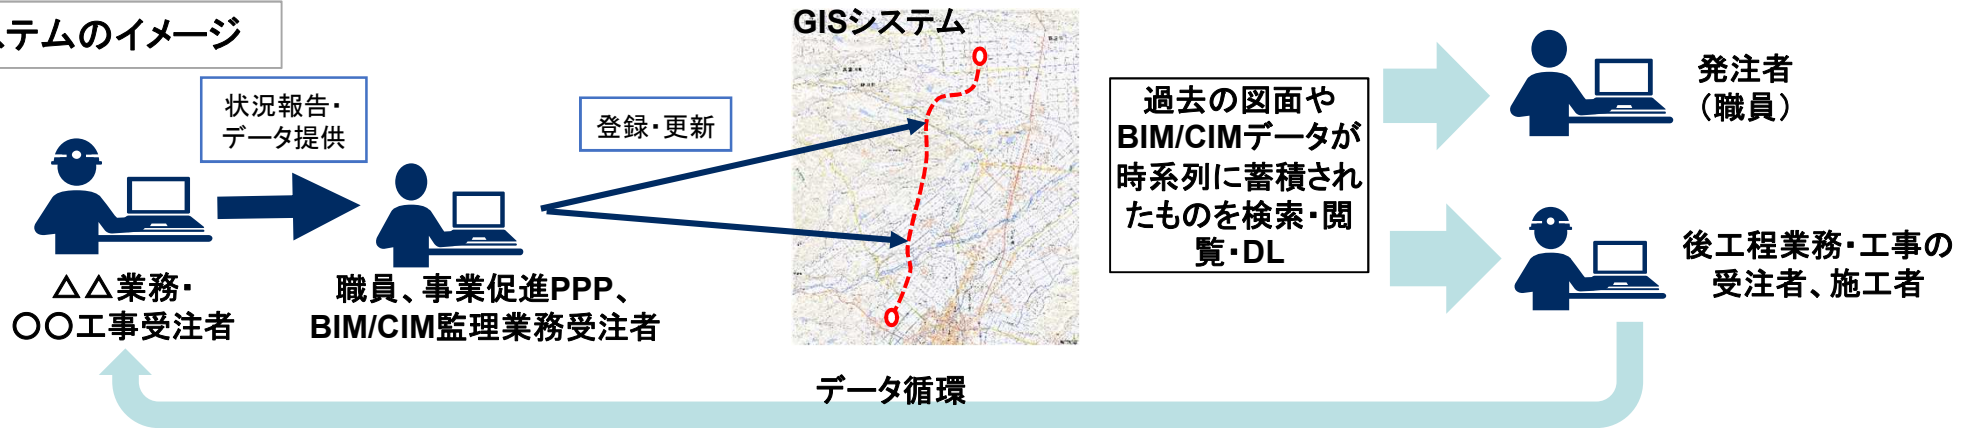 ステムのイメージ
状況報告・
データ提供
△△業務・
〇〇工事受注者
登録・更新
職員、事業促進PPP、
BIM/CIM監理業務受注者
GISシステム
過去の図面や
BIM/CIMデータが
時系列に蓄積され
たものを検索・閲
覧・DL
発注者
（職員）
後工程業務・工事の
受注者、施工者
データ循環